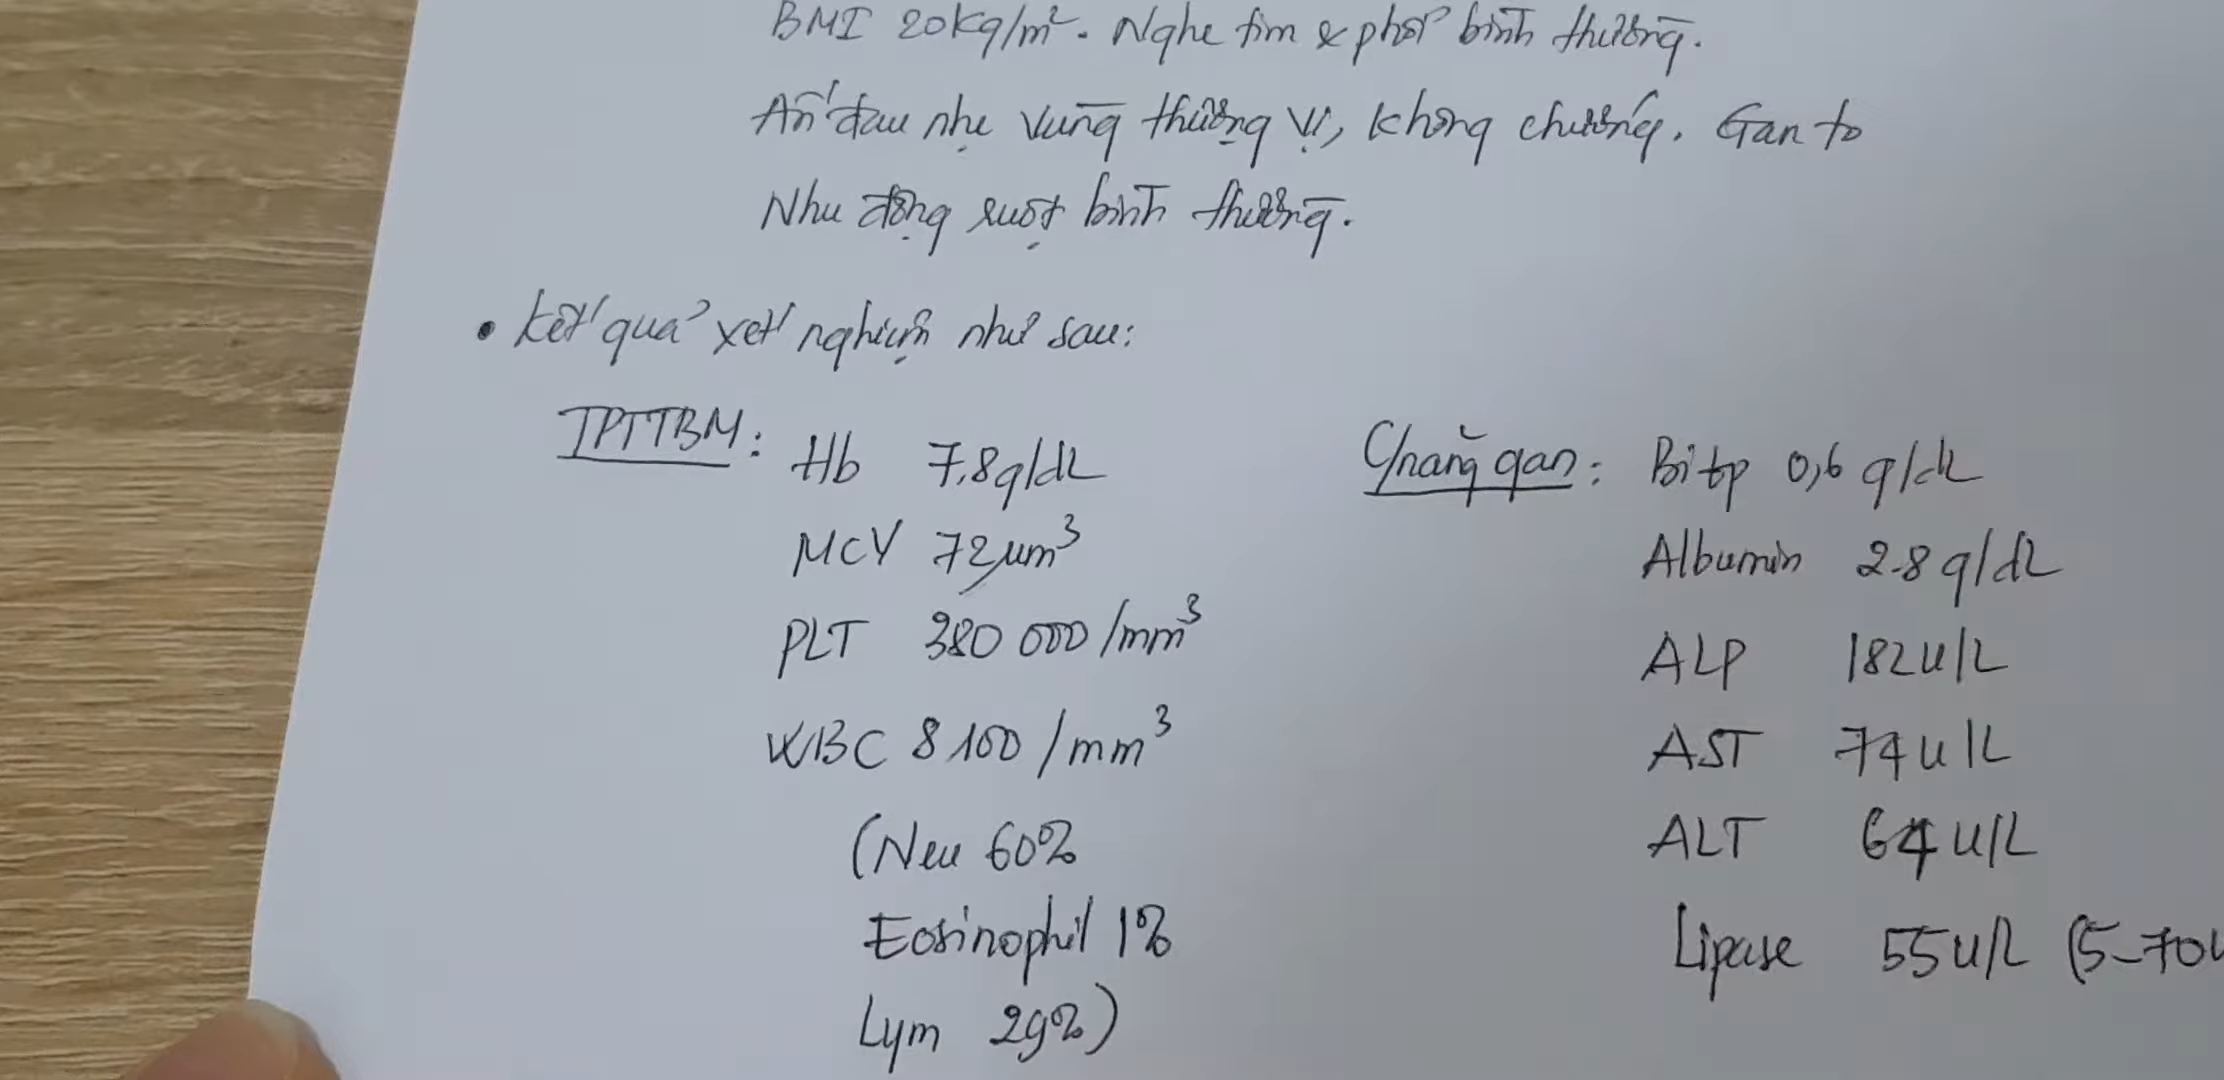 BMI 20kg/m². Nghe tim & phổi bình thường.
Ấn đau nhẹ vùng thượng vị, không chướng. Gan to
Nhu động ruột bình thường.
• Kết quả xét nghiệm như sau:
TPTTBM: Hb 7,8g/dL
MCV 72µm³
PLT 380 000/mm³
WBC 8 100/mm³
(Neu 60%
Eosinophil 1%
Lym 29%)
C/năng gan: Bi tp 0,6 g/dL
Albumin 2.8 g/dL
ALP 182U/L
AST 74U/L
ALT 64U/L
Lipase 55U/L (5-70U